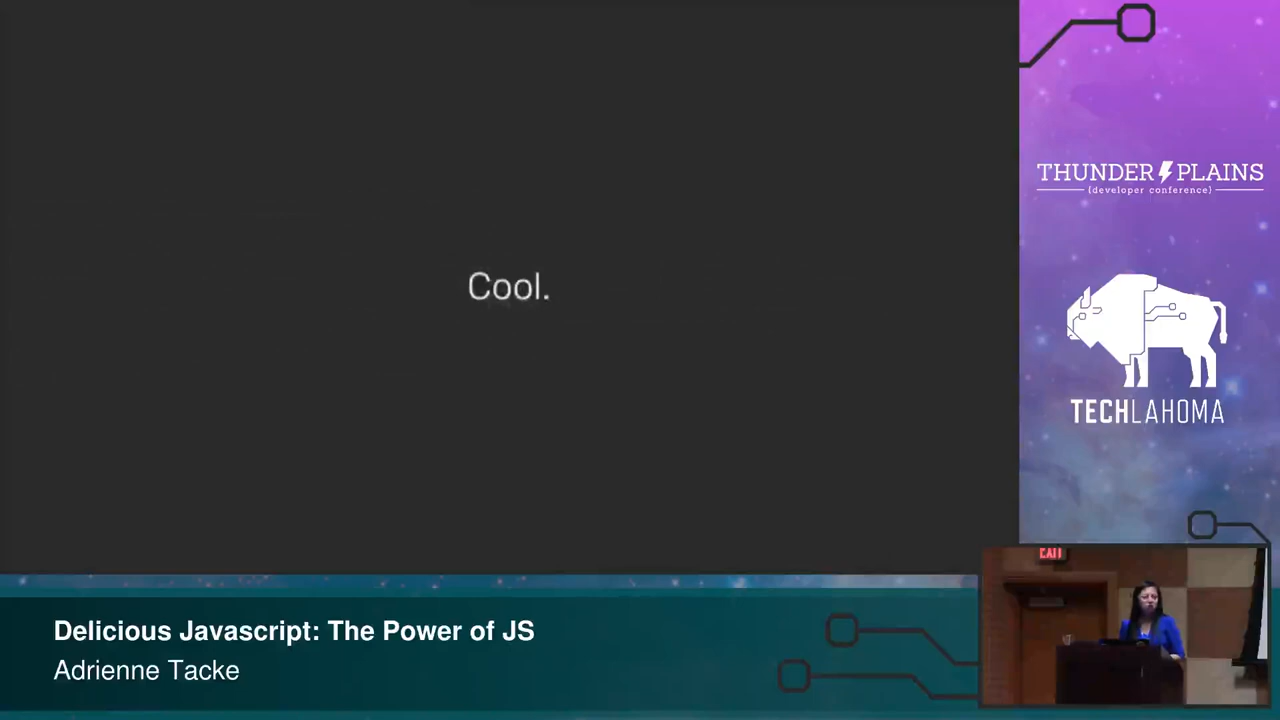 Cool.
THUNDER PLAINS
{developer conference}
TECHLAHOMA
EXIT
Delicious Javascript: The Power of JS
Adrienne Tacke